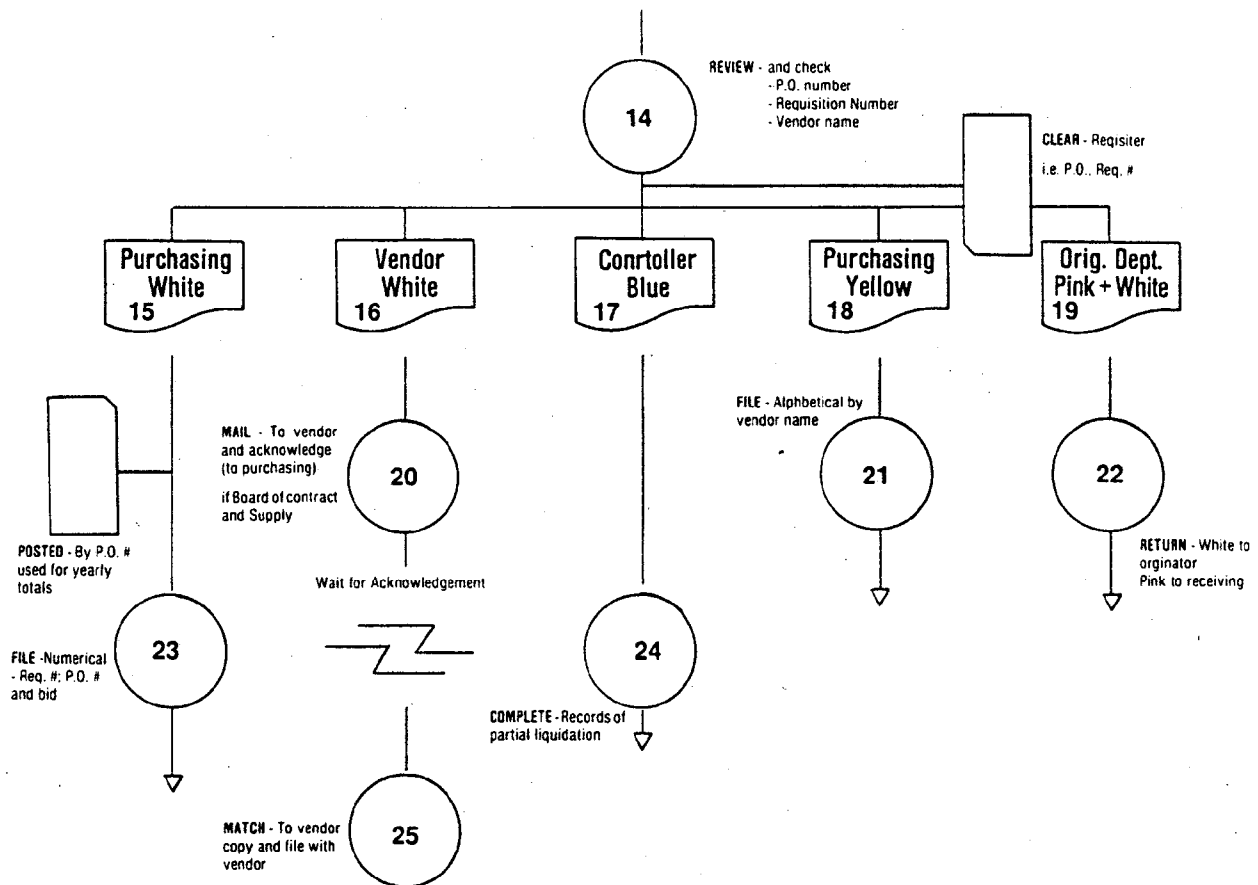 REVIEW - and check
- P.O. number
- Requisition Number
- Vendor name
14
CLEAR - Reqisiter
i.e. P.O., Req. #
Purchasing
White
15
Vendor
White
16
Conrtoller
Blue
17
Purchasing
Yellow
18
Orig. Dept.
Pink + White
19
MAIL - To vendor
and acknowledge
(to purchasing)
if Board of contract
and Supply
20
FILE - Alphbetical by
vendor name
21
22
POSTED - By P.O. #
used for yearly
totals
RETURN - White to
orginator
Pink to receiving
Wait for Acknowledgement
FILE -Numerical
- Req. #; P.O. #
and bid
23
24
COMPLETE - Records of
partial liquidation
MATCH - To vendor
copy and file with
vendor
25